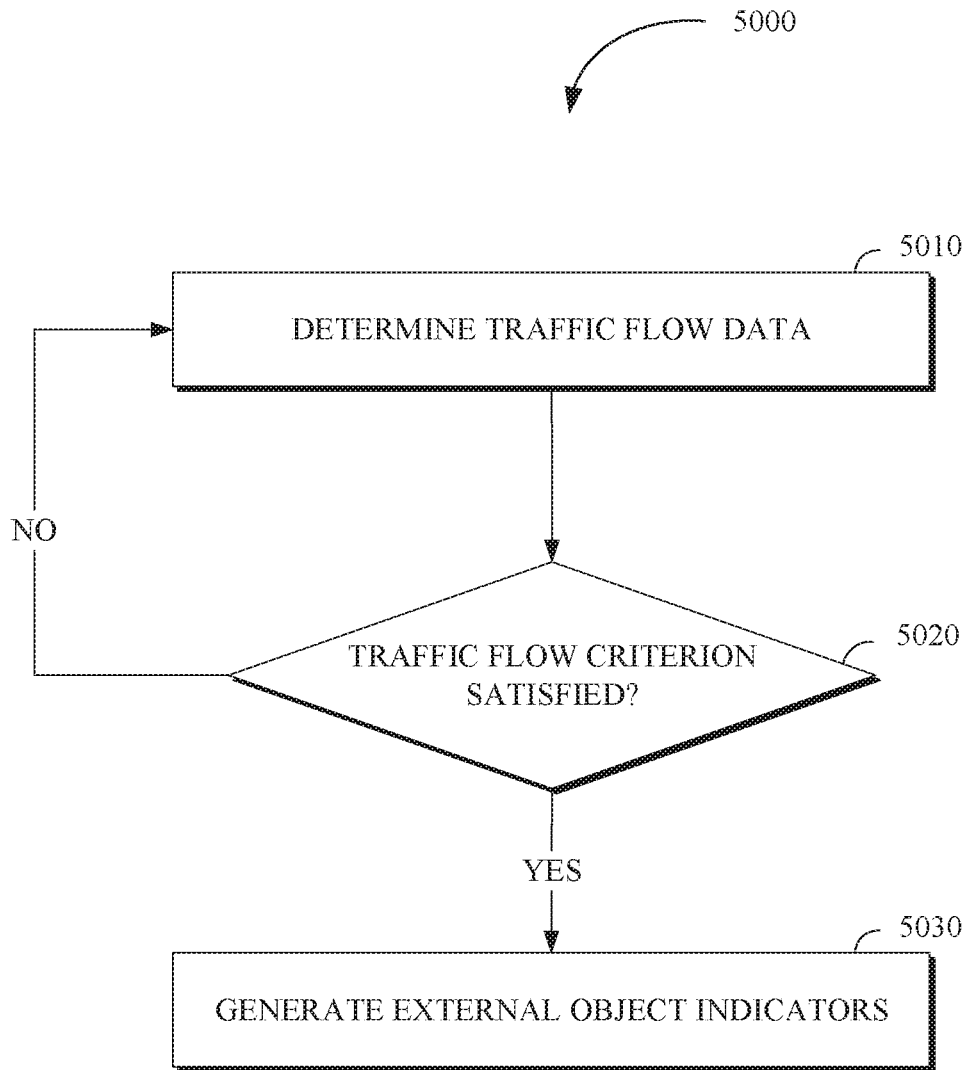 5000
5010
DETERMINE TRAFFIC FLOW DATA
NO
5020
TRAFFIC FLOW CRITERION
SATISFIED?
YES
5030
GENERATE EXTERNAL OBJECT INDICATORS